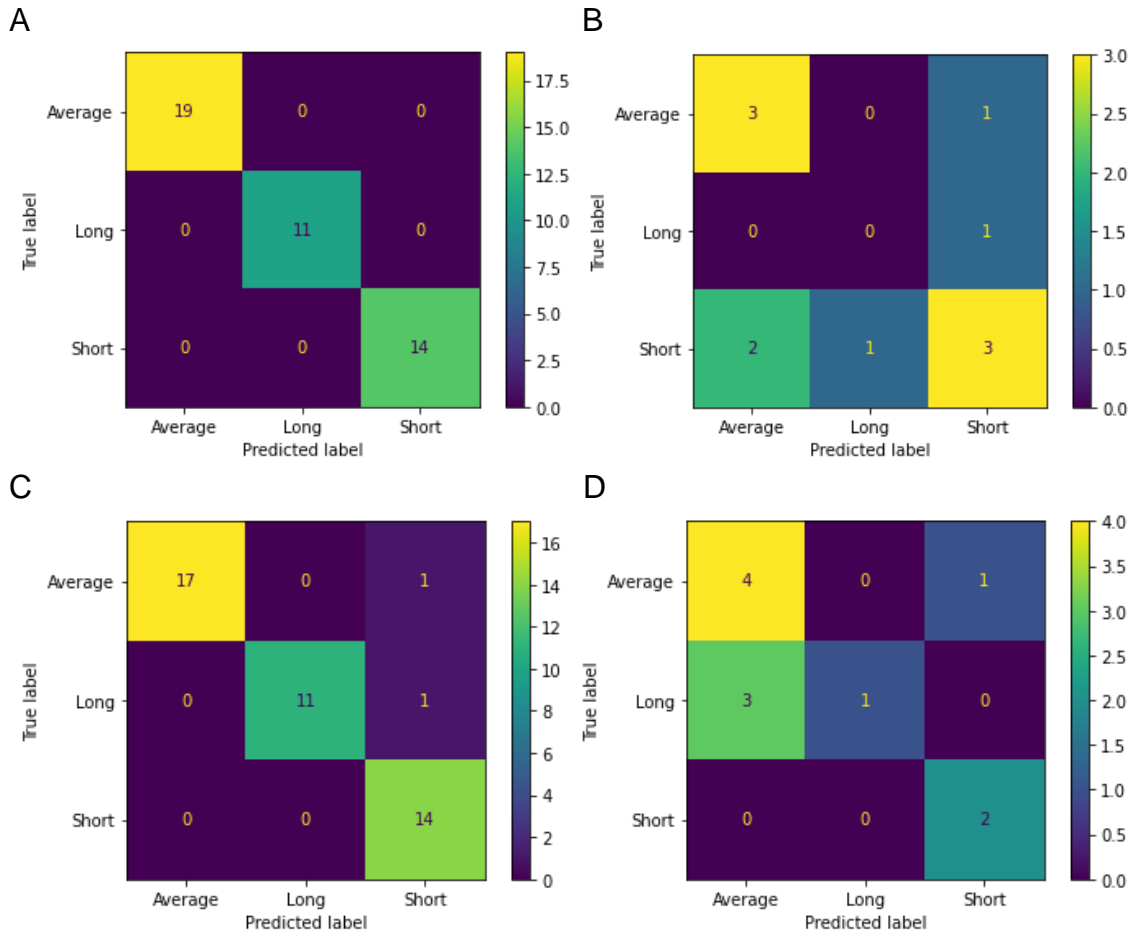 A
True label
Average 19 0 0
Long 0 11 0
Short 0 0 14
Average Long Short
Predicted label
17.5
15.0
12.5
10.0
7.5
5.0
2.5
0.0
B
True label
Average 3 0 1
Long 0 0 1
Short 2 1 3
Average Long Short
Predicted label
3.0
2.5
2.0
1.5
1.0
0.5
0.0
C
True label
Average 17 0 1
Long 0 11 1
Short 0 0 14
Average Long Short
Predicted label
16
14
12
10
8
6
4
2
0
D
True label
Average 4 0 1
Long 3 1 0
Short 0 0 2
Average Long Short
Predicted label
4.0
3.5
3.0
2.5
2.0
1.5
1.0
0.5
0.0